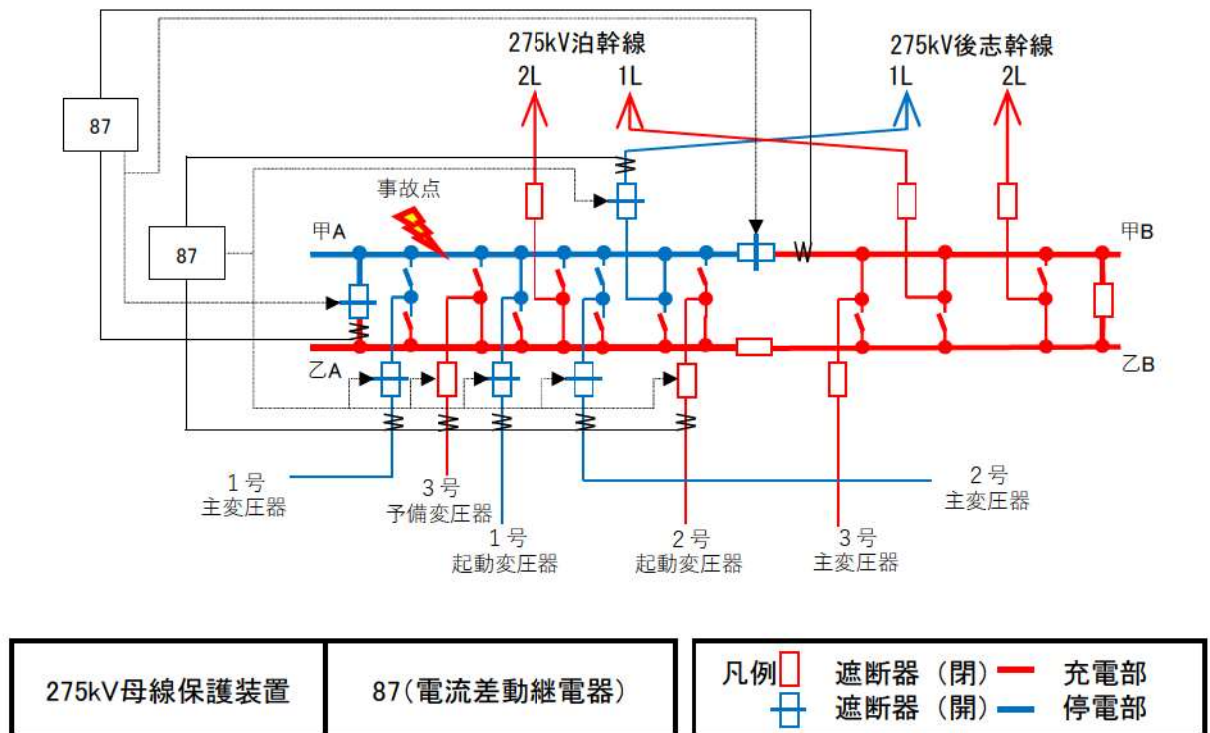 275kV泊幹線
275kV後志幹線
2L
1L
1L
2L
87
事故点
甲A
甲B
87
乙A
乙B
1号
主変圧器
3号
予備変圧器
1号
起動変圧器
2号
起動変圧器
3号
主変圧器
2号
主変圧器
275kV母線保護装置
87(電流差動継電器)
凡例
遮断器（閉）
充電部
遮断器（開）
停電部